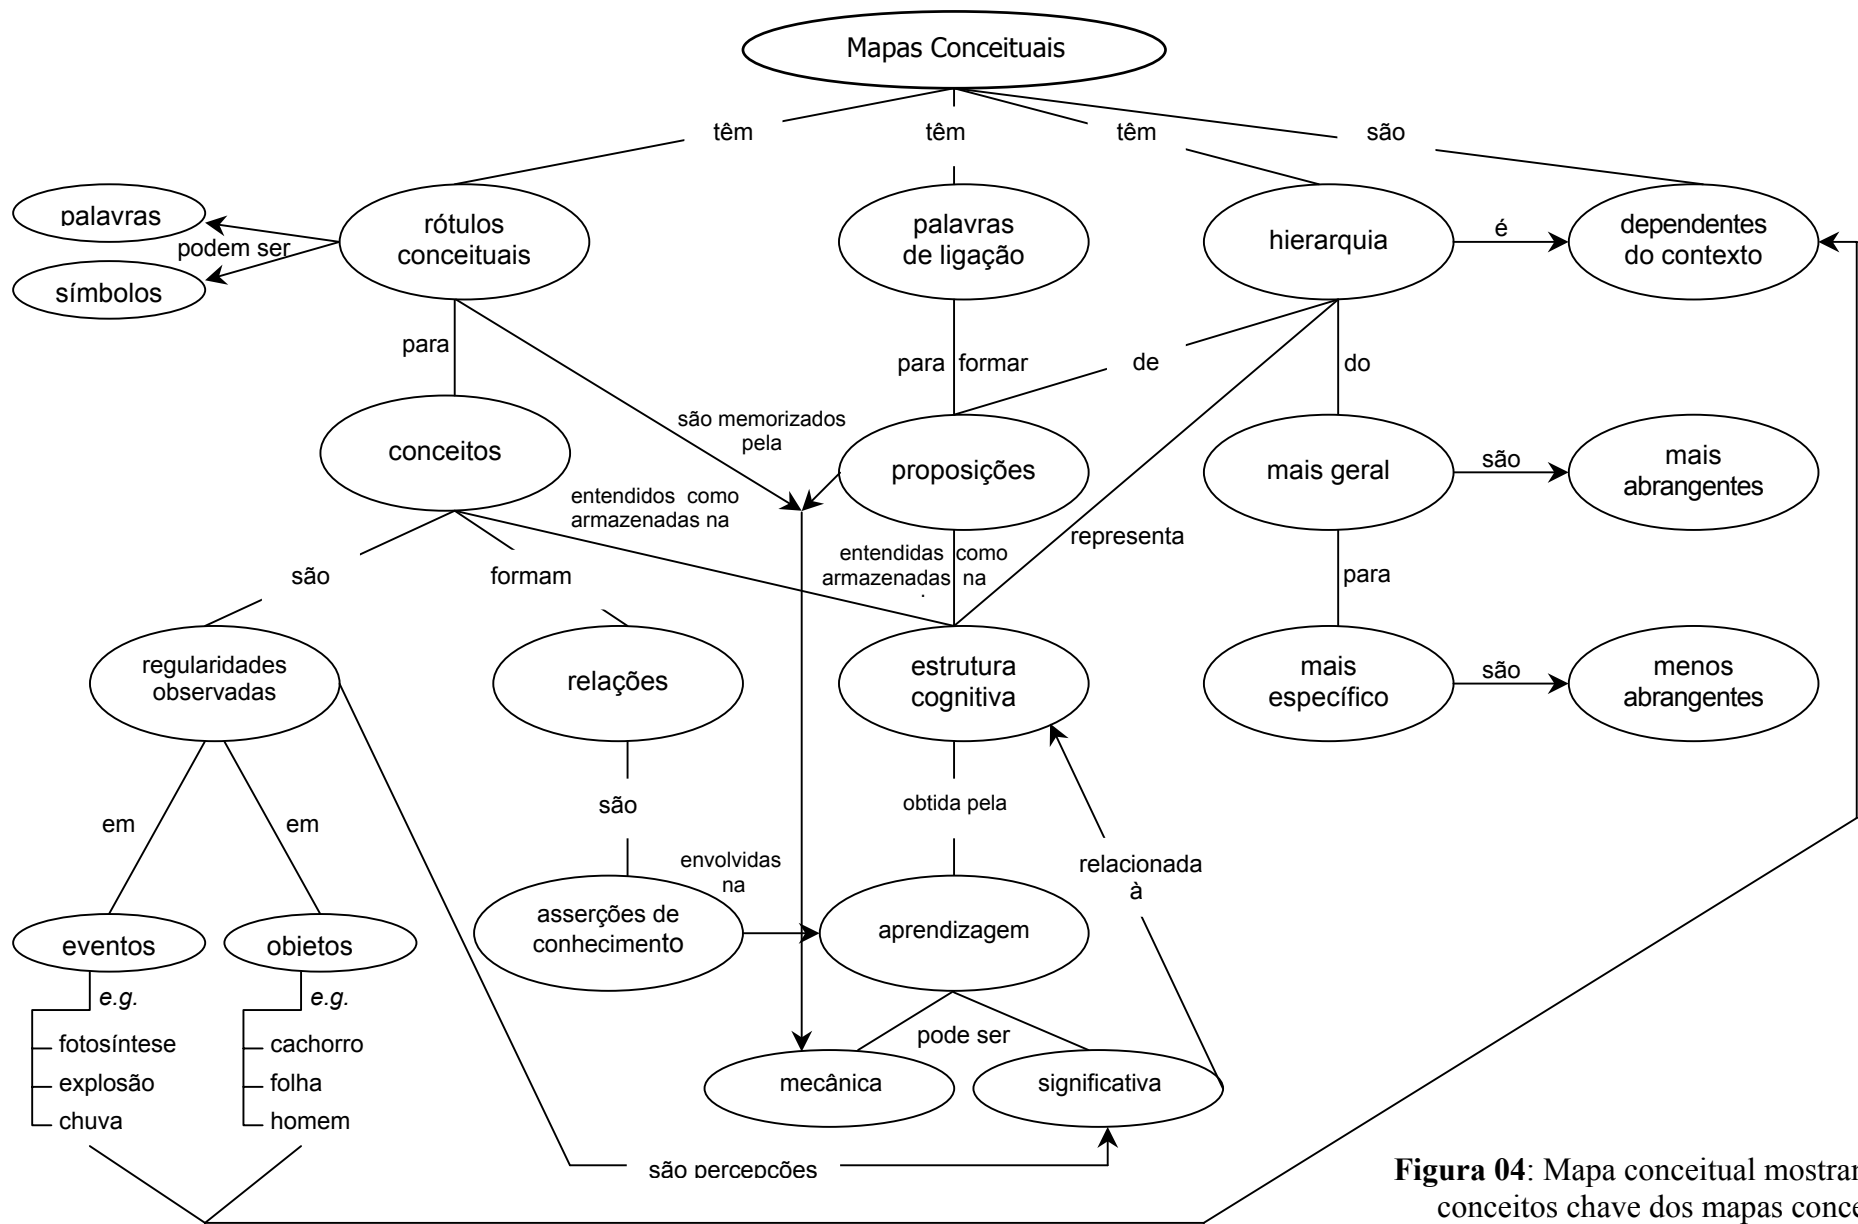 Mapas Conceituais
têm
têm
têm
são
palavras
podem ser
símbolos
rótulos
conceituais
palavras
de ligação
hierarquia
é
dependentes
do contexto
para
são memorizados
pela
para formar
de
do
conceitos
entendidos como
armazenadas na
proposições
mais geral
são
mais
abrangentes
são
formam
entendidas como
armazenadas na
representa
para
regularidades
observadas
relações
estrutura
cognitiva
mais
específico
são
menos
abrangentes
em
em
são
obtida pela
envolvidas
na
relacionada
à
eventos
objetos
asserções de
conhecimento
aprendizagem
e.g.
e.g.
fotosíntese
explosão
chuva
cachorro
folha
homem
pode ser
mecânica
significativa
são percepções
Figura 04: Mapa conceitual mostran
conceitos chave dos mapas conce